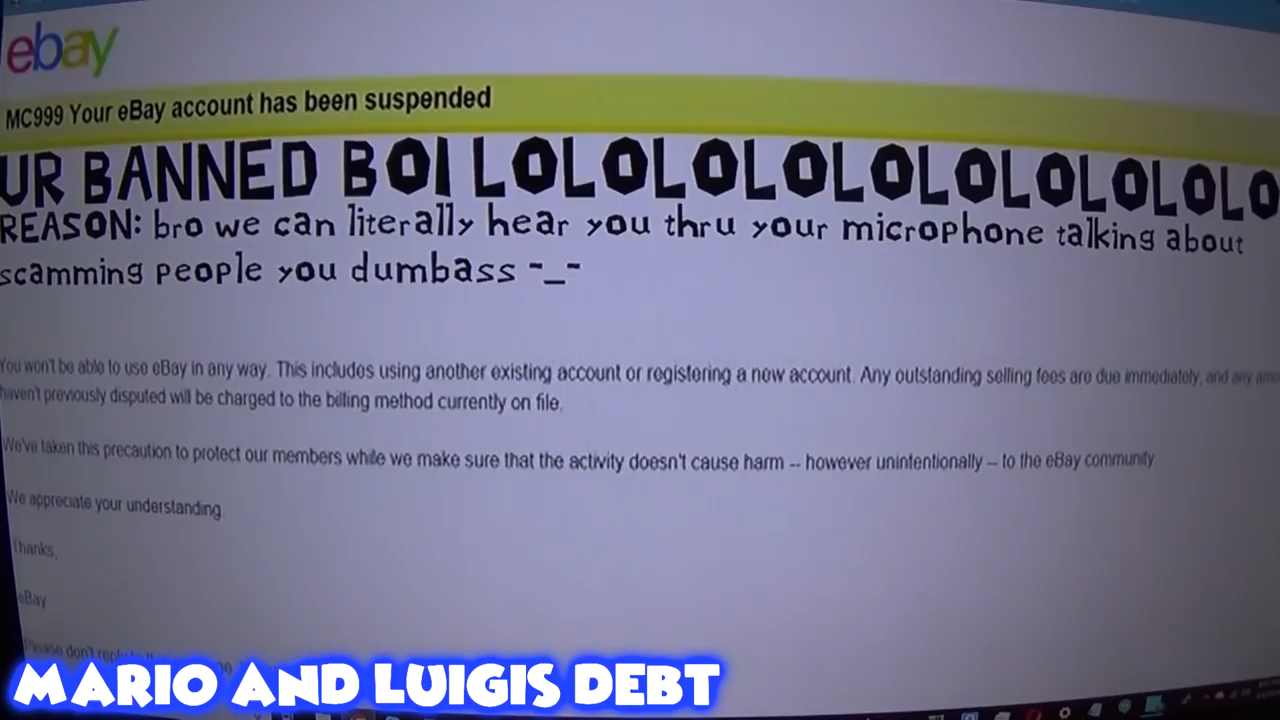 ebay
MC999 Your eBay account has been suspended
UR BANNED BOI LOLOLOLOLOLOLOLOLOLO
REASON: bro we can literally hear you thru your microphone talking about
scamming people you dumbass -_-
You won't be able to use eBay in any way. This includes using another existing account or registering a new account. Any outstanding selling fees are due immediately, and any
haven't previously disputed will be charged to the billing method currently on file.
We've taken this precaution to protect our members while we make sure that the activity doesn't cause harm -- however unintentionally -- to the eBay community
We appreciate your understanding.
Thanks,
eBay
Please don't reply
MARIO AND LUIGIS DEBT